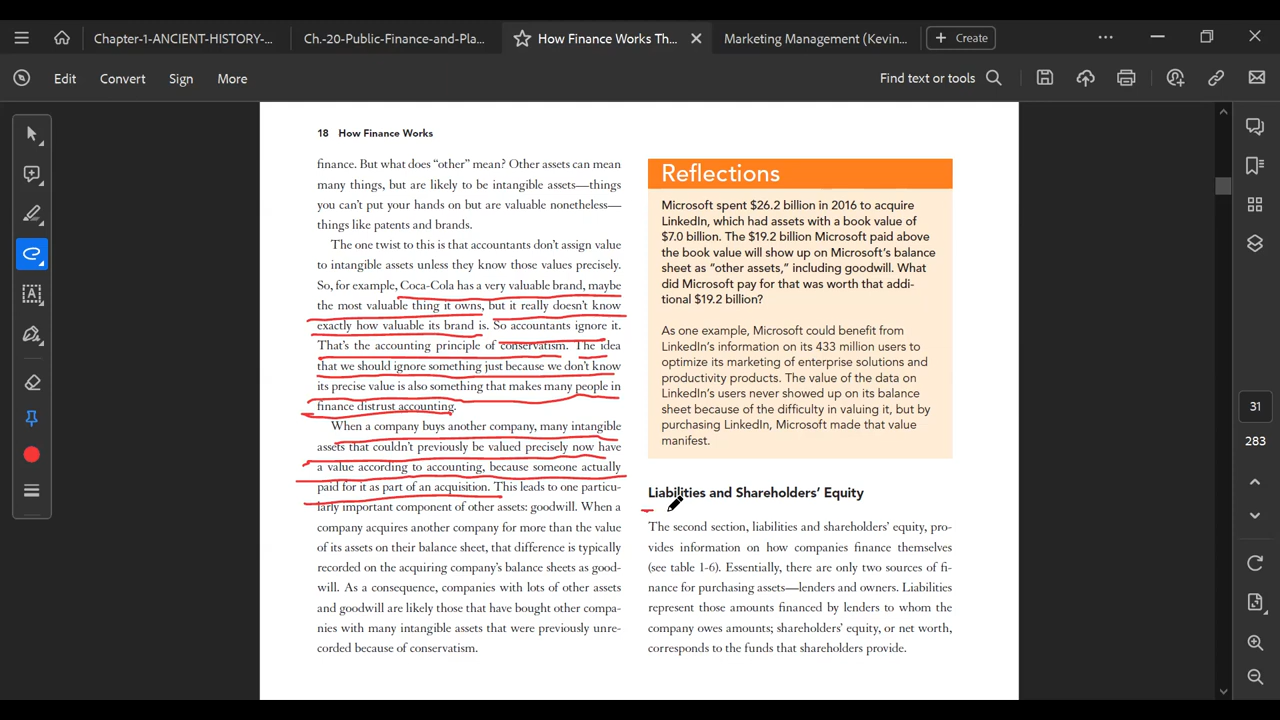 Chapter-1-ANCIENT-HISTORY-...
Ch.-20-Public-Finance-and-Pla...
How Finance Works Th...
Marketing Management (Kevin...
+ Create
Edit
Convert
Sign
More
Find text or tools
18 How Finance Works
finance. But what does “other” mean? Other assets can mean
many things, but are likely to be intangible assets—things
you can’t put your hands on but are valuable nonetheless—
things like patents and brands.
The one twist to this is that accountants don’t assign value
to intangible assets unless they know those values precisely.
So, for example, Coca-Cola has a very valuable brand, maybe
the most valuable thing it owns, but it really doesn’t know
exactly how valuable its brand is. So accountants ignore it.
That’s the accounting principle of conservatism. The idea
that we should ignore something just because we don’t know
its precise value is also something that makes many people in
finance distrust accounting.
When a company buys another company, many intangible
assets that couldn’t previously be valued precisely now have
a value according to accounting, because someone actually
paid for it as part of an acquisition. This leads to one particu-
larly important component of other assets: goodwill. When a
company acquires another company for more than the value
of its assets on their balance sheet, that difference is typically
recorded on the acquiring company’s balance sheets as good-
will. As a consequence, companies with lots of other assets
and goodwill are likely those that have bought other compa-
nies with many intangible assets that were previously unre-
corded because of conservatism.
Reflections
Microsoft spent $26.2 billion in 2016 to acquire
LinkedIn, which had assets with a book value of
$7.0 billion. The $19.2 billion Microsoft paid above
the book value will show up on Microsoft’s balance
sheet as “other assets,” including goodwill. What
did Microsoft pay for that was worth that addi-
tional $19.2 billion?
As one example, Microsoft could benefit from
LinkedIn’s information on its 433 million users to
optimize its marketing of enterprise solutions and
productivity products. The value of the data on
LinkedIn’s users never showed up on its balance
sheet because of the difficulty in valuing it, but by
purchasing LinkedIn, Microsoft made that value
manifest.
Liabilities and Shareholders’ Equity
The second section, liabilities and shareholders’ equity, pro-
vides information on how companies finance themselves
(see table 1-6). Essentially, there are only two sources of fi-
nance for purchasing assets—lenders and owners. Liabilities
represent those amounts financed by lenders to whom the
company owes amounts; shareholders’ equity, or net worth,
corresponds to the funds that shareholders provide.
31
283